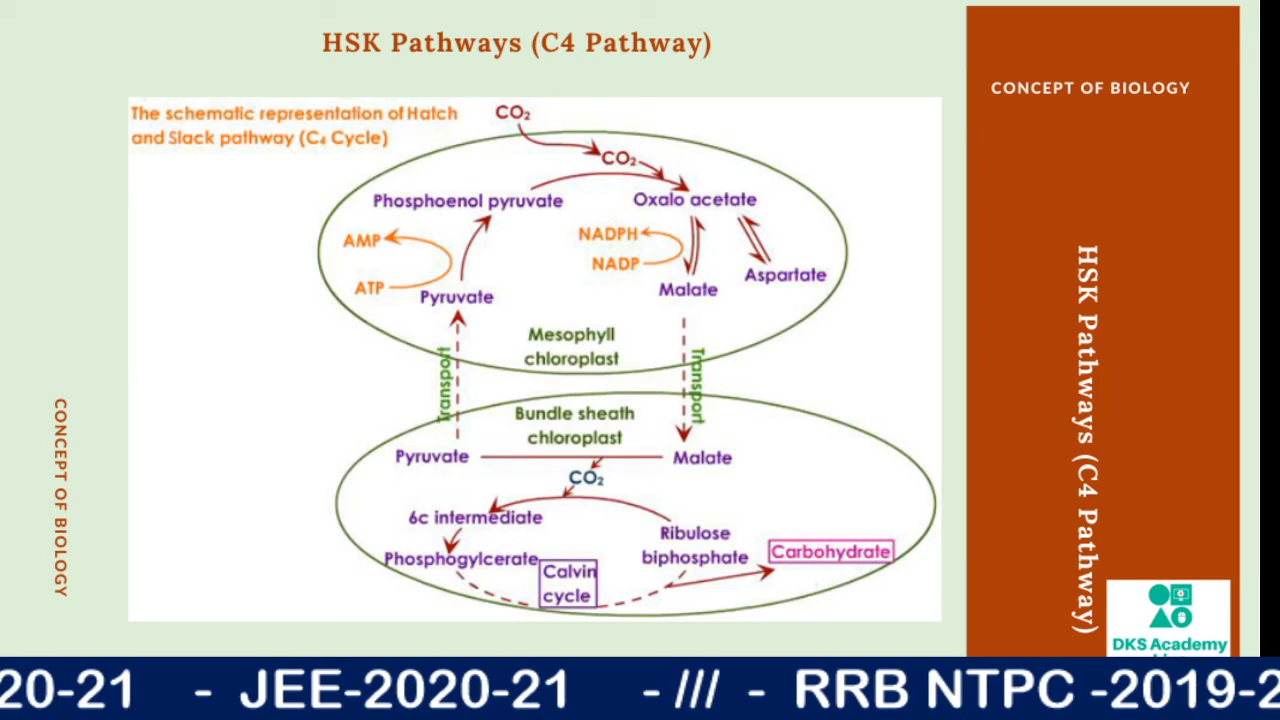 HSK Pathways (C4 Pathway)
The schematic representation of Hatch
and Slack pathway (C₄ Cycle)
CO₂
CO₂
Phosphoenol pyruvate
Oxalo acetate
AMP
ATP
Pyruvate
NADPH
NADP
Malate
Aspartate
Mesophyll
chloroplast
Transport
Transport
Bundle sheath
chloroplast
Pyruvate
Malate
CO₂
6c intermediate
Ribulose
biphosphate
Phosphogylcerate
Calvin
cycle
Carbohydrate
CONCEPT OF BIOLOGY
CONCEPT OF BIOLOGY
HSK Pathways (C4 Pathway)
DKS Academy
20-21 - JEE-2020-21 - /// - RRB NTPC -2019-2